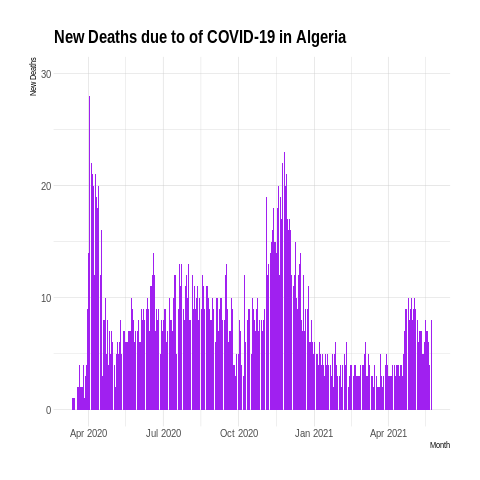 New Deaths due to of COVID-19 in Algeria
New Deaths
30
20
10
0
Apr 2020 Jul 2020 Oct 2020 Jan 2021 Apr 2021
Month